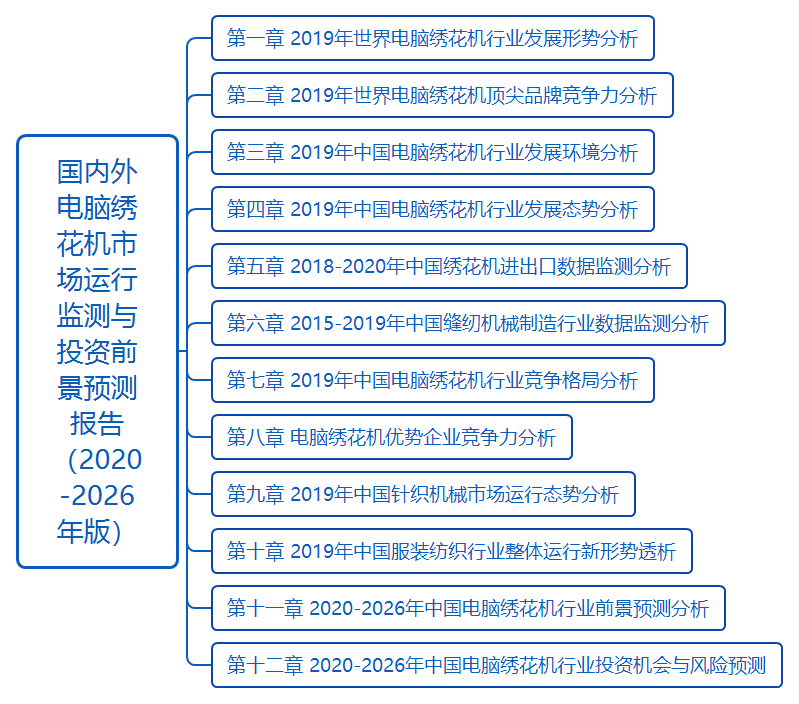 国内外
电脑绣
花机市
场运行
监测与
投资前
景预测
报告
（2020
-2026
年版）
第一章 2019年世界电脑绣花机行业发展形势分析
第二章 2019年世界电脑绣花机顶尖品牌竞争力分析
第三章 2019年中国电脑绣花机行业发展环境分析
第四章 2019年中国电脑绣花机行业发展态势分析
第五章 2018-2020年中国绣花机进出口数据监测分析
第六章 2015-2019年中国缝纫机械制造行业数据监测分析
第七章 2019年中国电脑绣花机行业竞争格局分析
第八章 电脑绣花机优势企业竞争力分析
第九章 2019年中国针织机械市场运行态势分析
第十章 2019年中国服装纺织行业整体运行新形势透析
第十一章 2020-2026年中国电脑绣花机行业前景预测分析
第十二章 2020-2026年中国电脑绣花机行业投资机会与风险预测